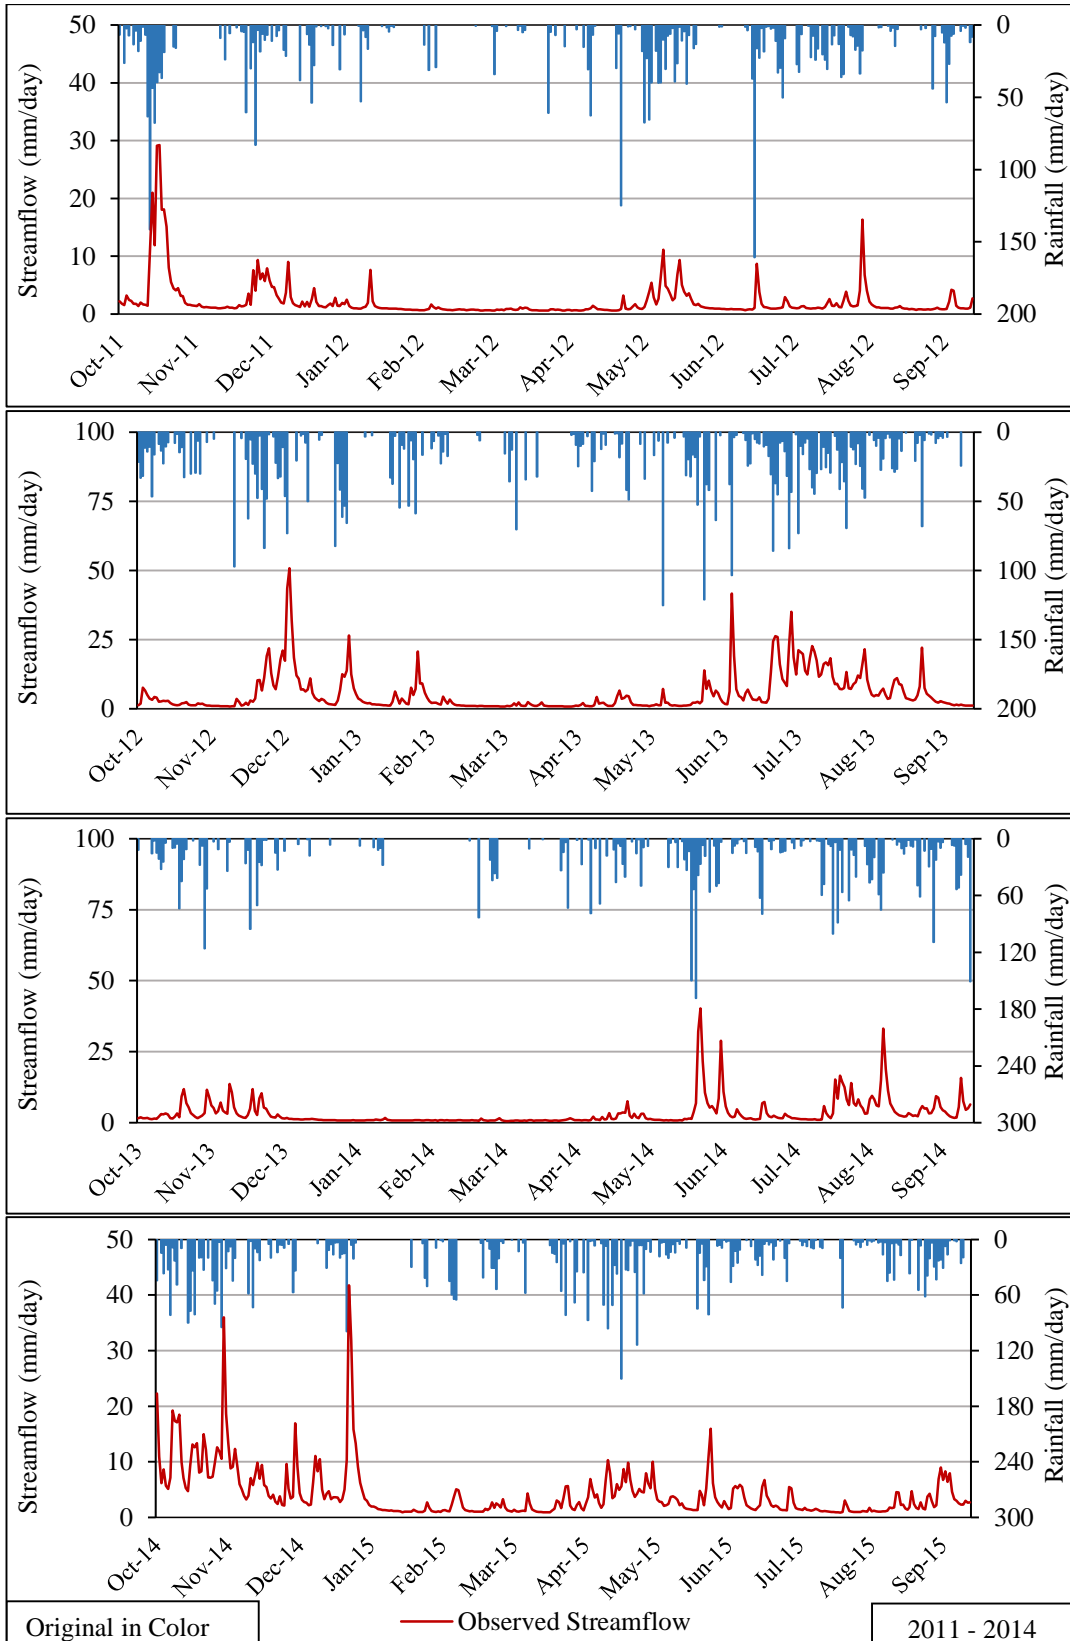 50
40
30
20
10
0
Streamflow (mm/day)
0
50
100
150
200
Rainfall (mm/day)
Oct-11
Nov-11
Dec-11
Jan-12
Feb-12
Mar-12
Apr-12
May-12
Jun-12
Jul-12
Aug-12
Sep-12
100
75
50
25
0
Streamflow (mm/day)
0
50
100
150
200
Rainfall (mm/day)
Oct-12
Nov-12
Dec-12
Jan-13
Feb-13
Mar-13
Apr-13
May-13
Jun-13
Jul-13
Aug-13
Sep-13
100
75
50
25
0
Streamflow (mm/day)
0
60
120
180
240
300
Rainfall (mm/day)
Oct-13
Nov-13
Dec-13
Jan-14
Feb-14
Mar-14
Apr-14
May-14
Jun-14
Jul-14
Aug-14
Sep-14
50
40
30
20
10
0
Streamflow (mm/day)
0
60
120
180
240
300
Rainfall (mm/day)
Oct-14
Nov-14
Dec-14
Jan-15
Feb-15
Mar-15
Apr-15
May-15
Jun-15
Jul-15
Aug-15
Sep-15
Original in Color
Observed Streamflow
2011 - 2014